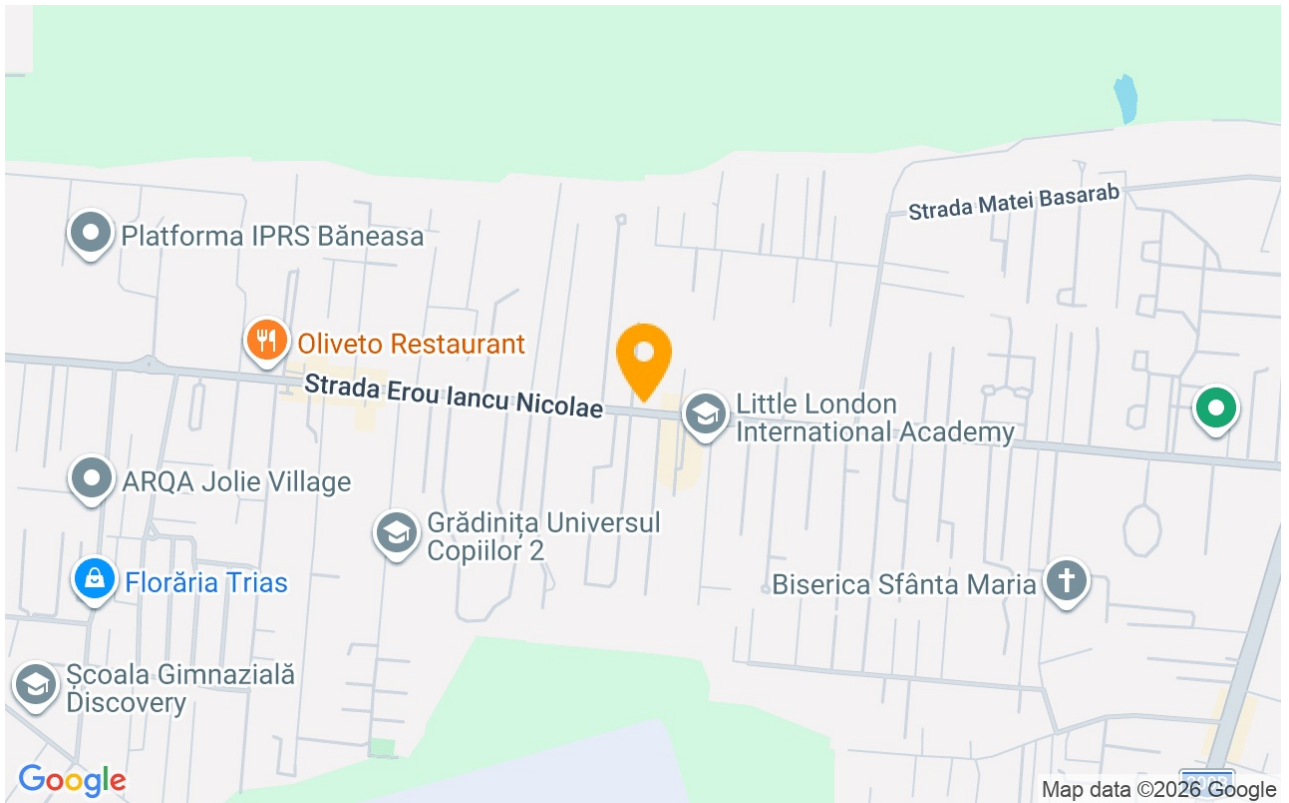 Strada Matei Basarab
Platforma IPRS Băneasa
Oliveto Restaurant
Strada Erou Iancu Nicolae
Little London
International Academy
ARQA Jolie Village
Grădinița Universul
Copiilor 2
Florăria Trias
Biserica Sfânta Maria
Școala Gimnazială
Discovery
Google
Map data ©2026 Google